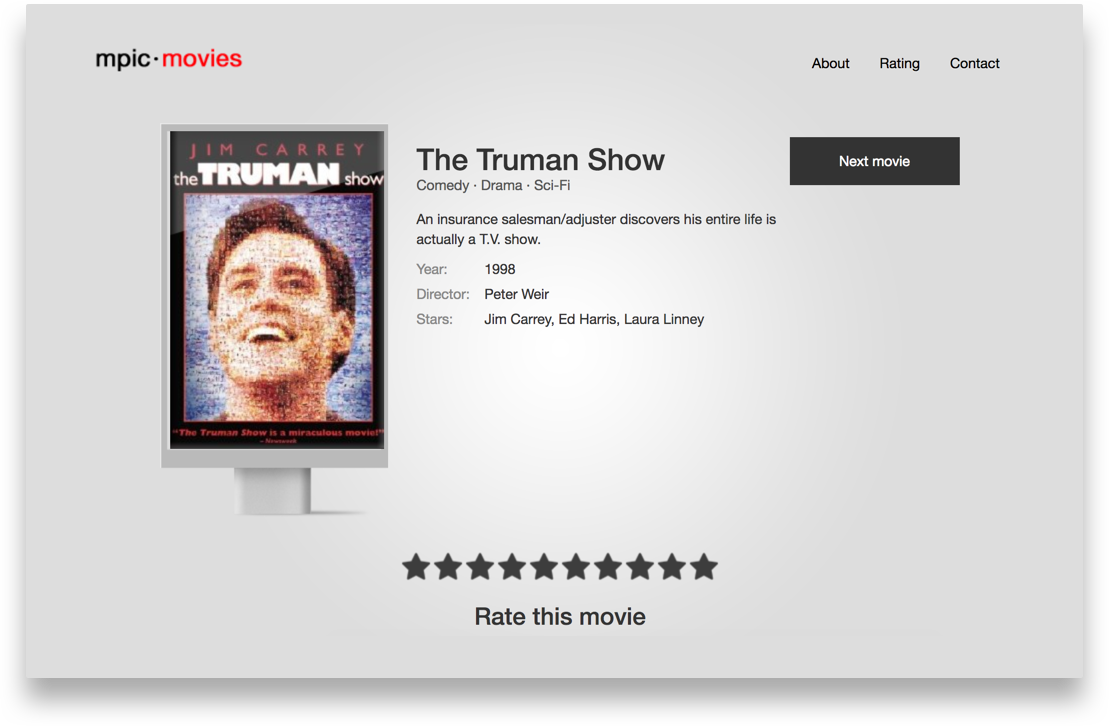 mpic·movies
About
Rating
Contact
JIM CARREY
the TRUMAN show
"The Truman Show is a miraculous movie!"
– Newsweek
The Truman Show
Comedy · Drama · Sci-Fi
An insurance salesman/adjuster discovers his entire life is
actually a T.V. show.
Year: 1998
Director: Peter Weir
Stars: Jim Carrey, Ed Harris, Laura Linney
Next movie
Rate this movie